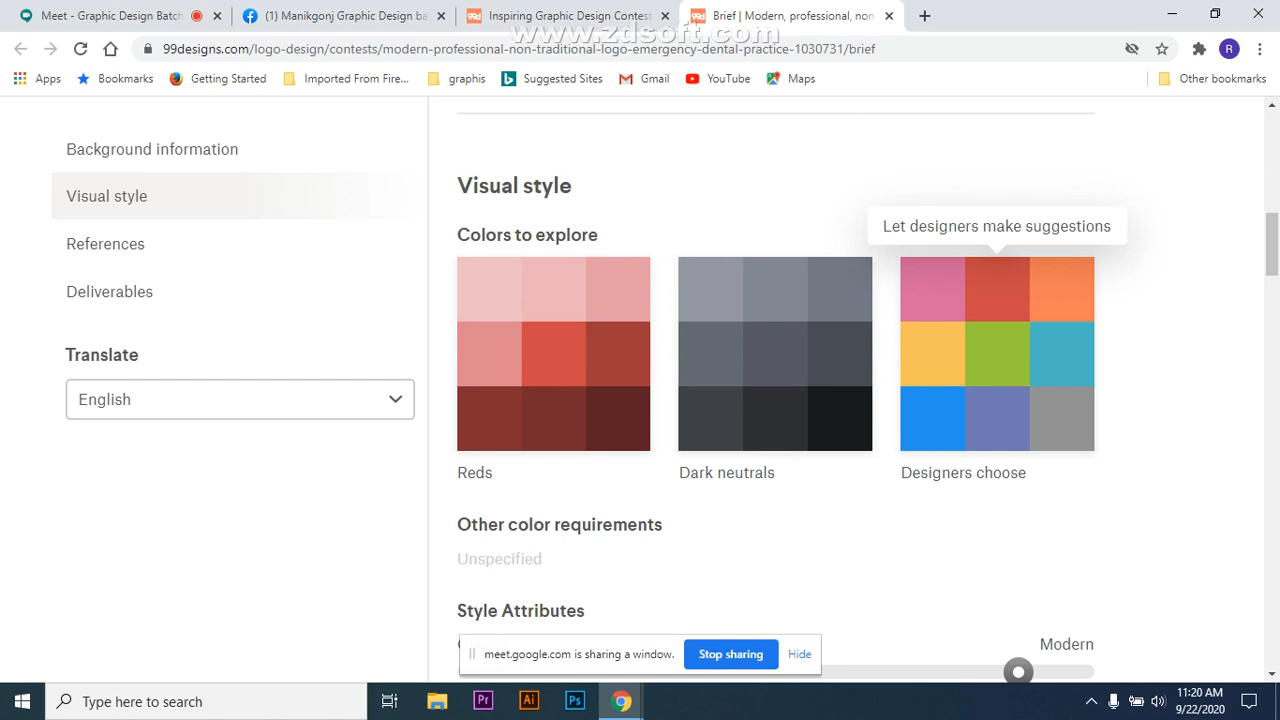 Meet - Graphic Design Batch
(1) Manikgonj Graphic Design b
Inspiring Graphic Design Contest
Brief | Modern, professional, non
www.zdsoft.com
99designs.com/logo-design/contests/modern-professional-non-traditional-logo-emergency-dental-practice-1030731/brief
R
Apps
Bookmarks
Getting Started
Imported From Fire...
graphis
Suggested Sites
Gmail
YouTube
Maps
Other bookmarks
Background information
Visual style
References
Deliverables
Translate
English
Visual style
Colors to explore
Let designers make suggestions
Reds
Dark neutrals
Designers choose
Other color requirements
Unspecified
Style Attributes
Modern
meet.google.com is sharing a window.
Stop sharing
Hide
Type here to search
Pr
Ai
Ps
11:20 AM
9/22/2020